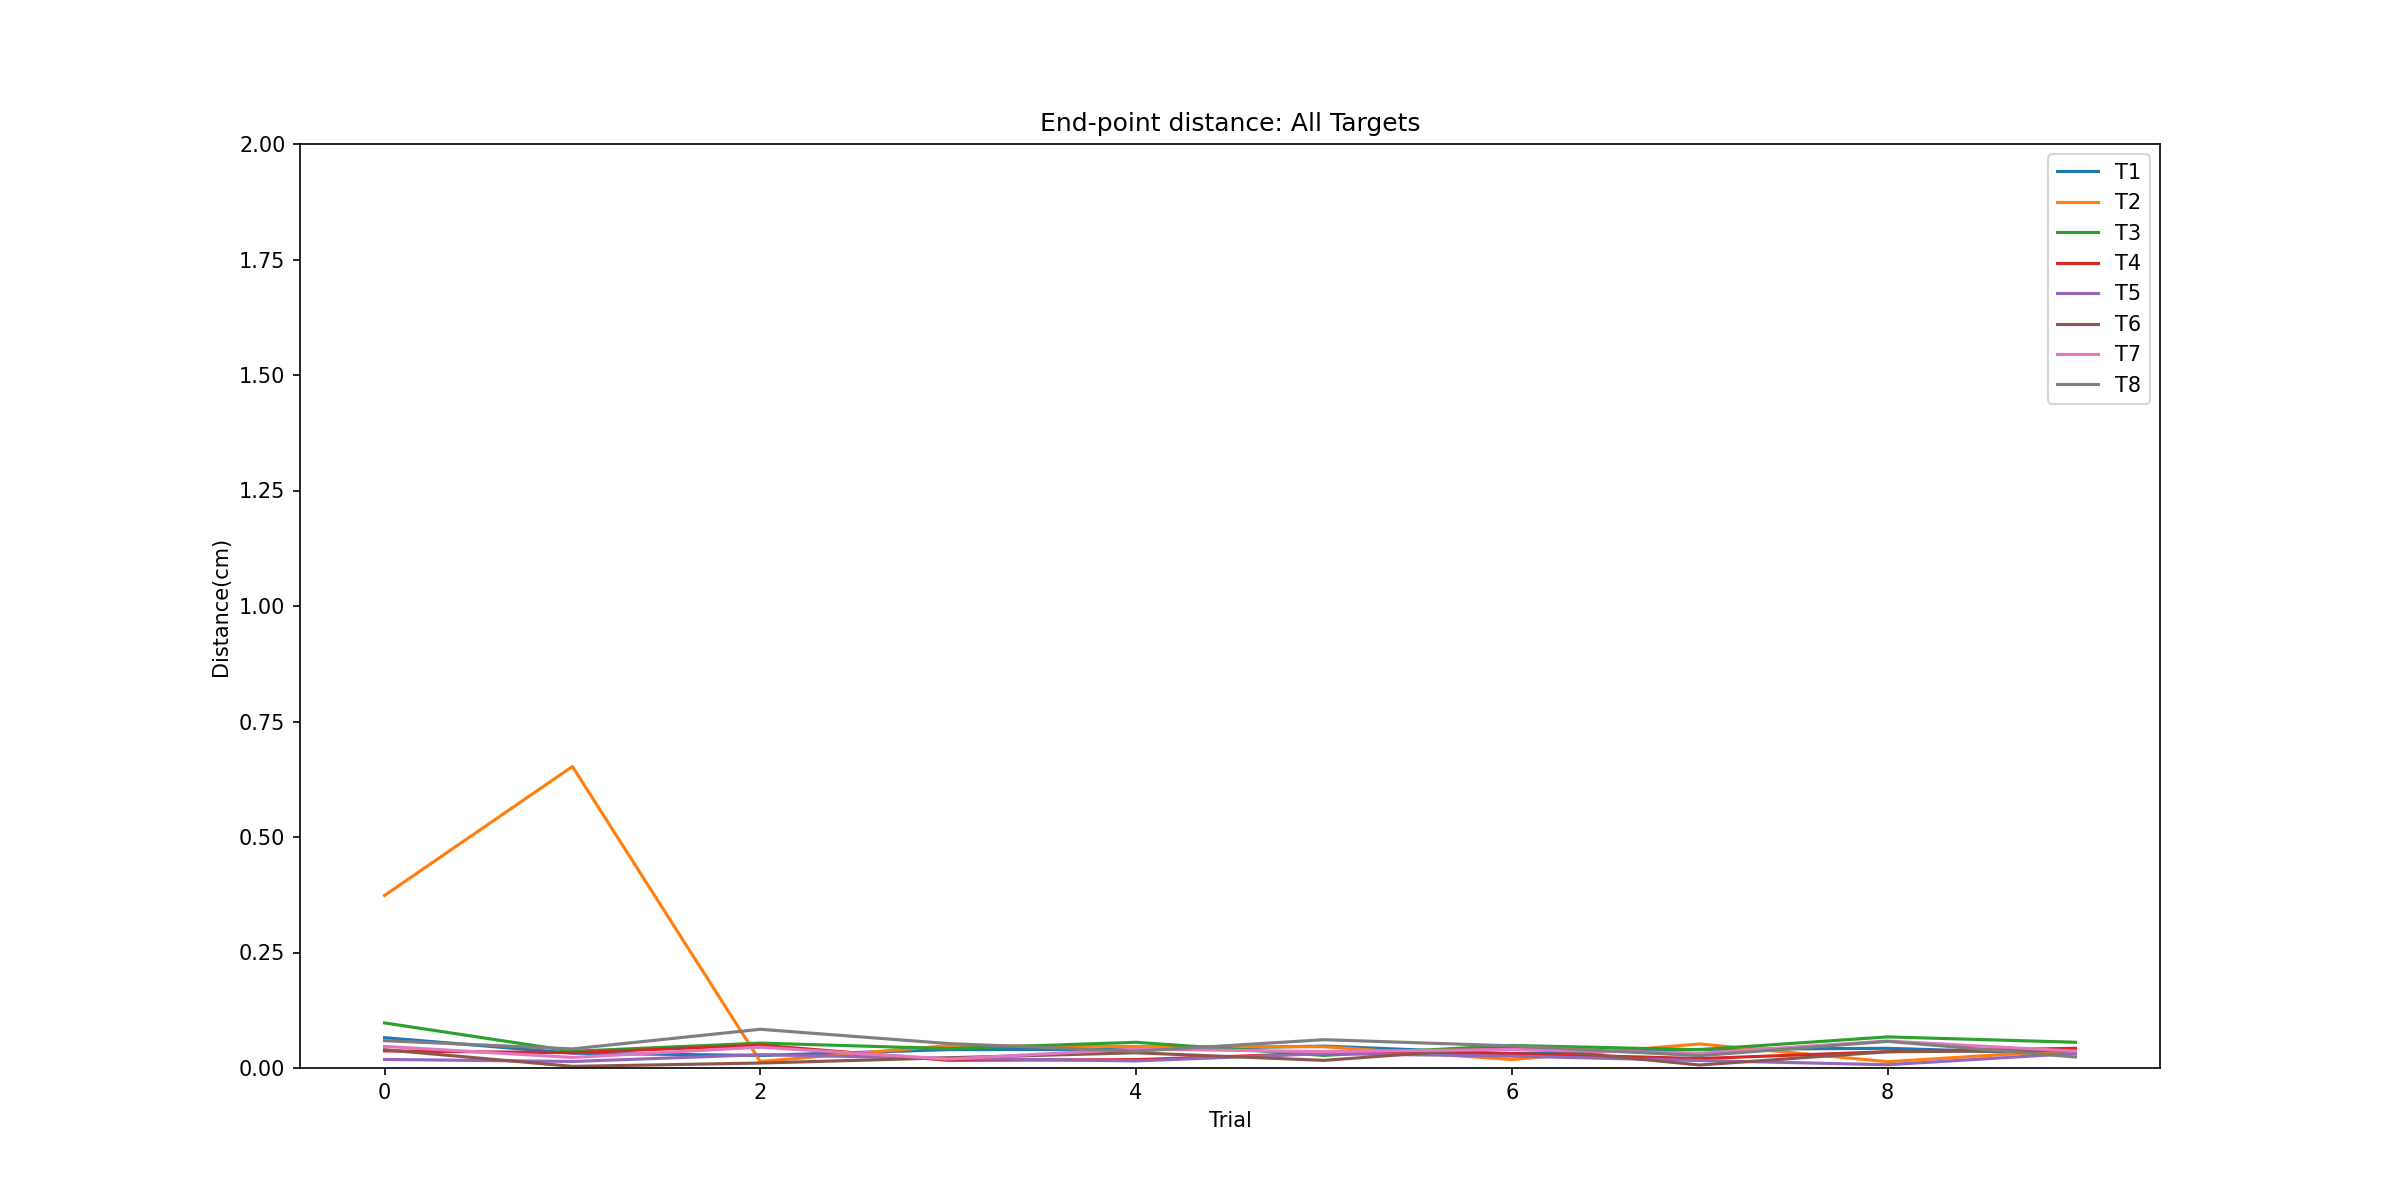 End-point distance: All Targets
2.00
1.75
1.50
1.25
1.00
0.75
0.50
0.25
0.00
Distance(cm)
0 2 4 6 8
Trial
T1
T2
T3
T4
T5
T6
T7
T8